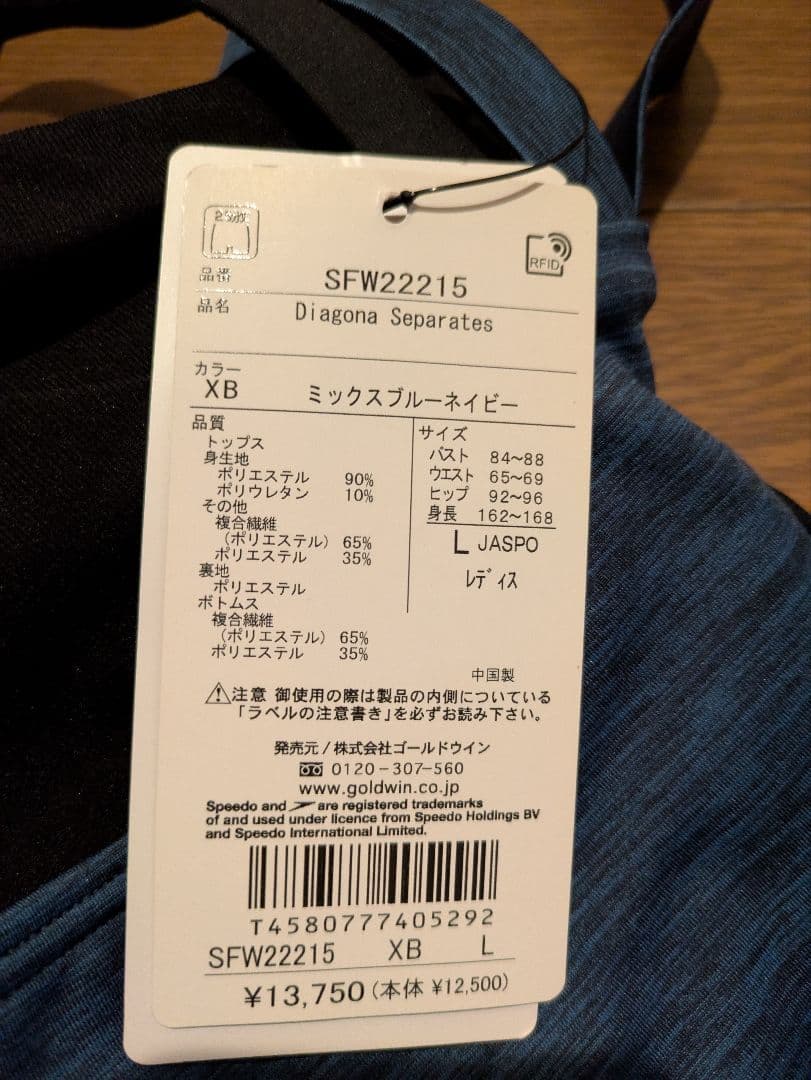 RFID
品番 SFW22215
品名 Diagona Separates
カラー
XB ミックスブルーネイビー
品質
トップス
身生地
ポリエステル 90%
ポリウレタン 10%
その他
複合繊維
(ポリエステル) 65%
ポリエステル 35%
裏地
ポリエステル
ボトムス
複合繊維
(ポリエステル) 65%
ポリエステル 35%
サイズ
バスト 84~88
ウエスト 65~69
ヒップ 92~96
身長 162~168
L JASPO
レディス
中国製
注意 御使用の際は製品の内側についている
「ラベルの注意書き」を必ずお読み下さい。
発売元/株式会社ゴールドウイン
0120-307-560
www.goldwin.co.jp
Speedo and are registered trademarks
of and used under licence from Speedo Holdings BV
and Speedo International Limited.
T4580777405292
SFW22215 XB L
¥13,750(本体 ¥12,500)